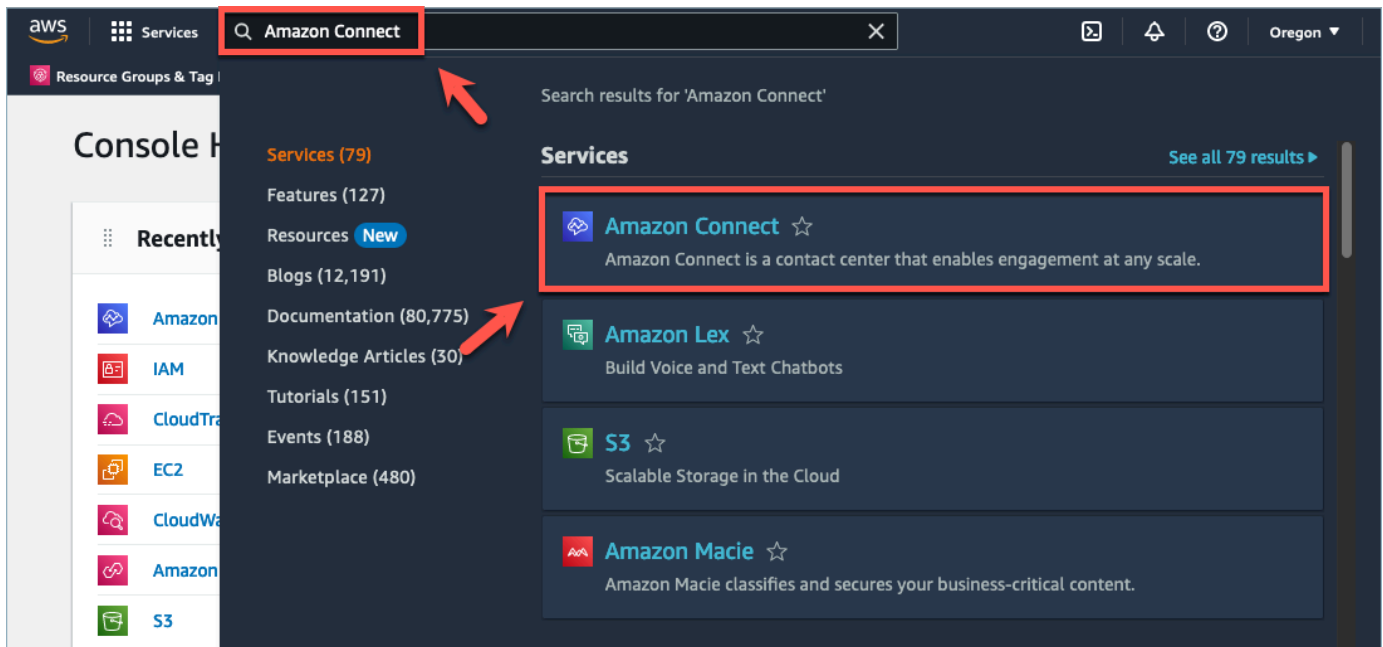 aws
Services
Amazon Connect
Oregon
Resource Groups & Tag
Search results for 'Amazon Connect'
Console H
Services (79)
Features (127)
Resources New
Blogs (12,191)
Documentation (80,775)
Knowledge Articles (30)
Tutorials (151)
Events (188)
Marketplace (480)
Services
See all 79 results
Amazon Connect
Amazon Connect is a contact center that enables engagement at any scale.
Amazon Lex
Build Voice and Text Chatbots
S3
Scalable Storage in the Cloud
Amazon Macie
Amazon Macie classifies and secures your business-critical content.
Recently
Amazon
IAM
CloudTra
EC2
CloudWa
Amazon
S3